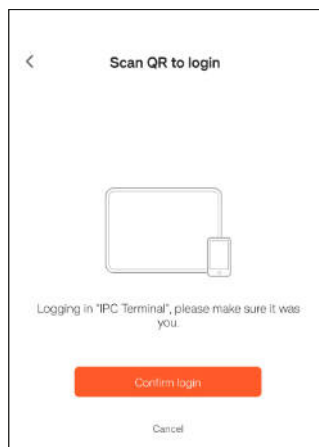 Scan QR to login
Logging in "IPC Terminal", please make sure it was
you.
Confirm login
Cancel